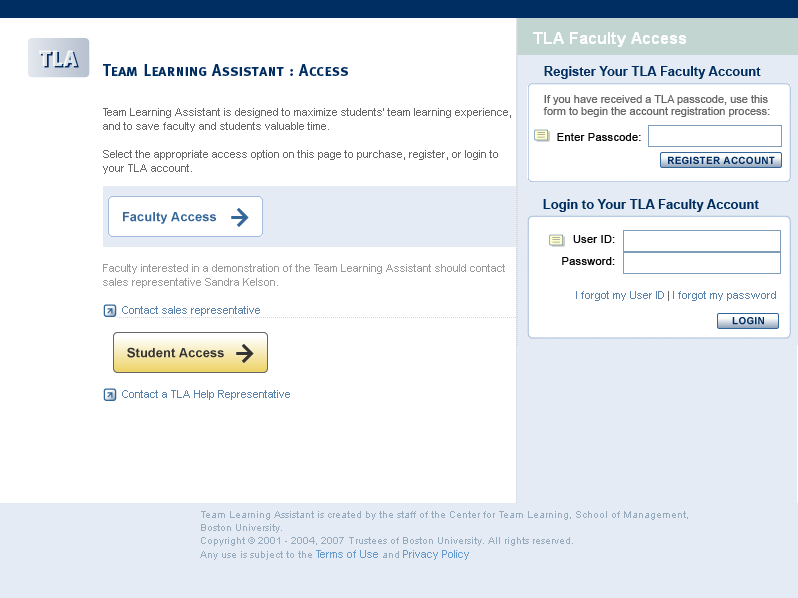 TLA
TEAM LEARNING ASSISTANT : ACCESS
Team Learning Assistant is designed to maximize students' team learning experience,
and to save faculty and students valuable time.
Select the appropriate access option on this page to purchase, register, or login to
your TLA account.
Faculty Access
Faculty interested in a demonstration of the Team Learning Assistant should contact
sales representative Sandra Kelson.
Contact sales representative
Student Access
Contact a TLA Help Representative
TLA Faculty Access
Register Your TLA Faculty Account
If you have received a TLA passcode, use this
form to begin the account registration process:
Enter Passcode:
REGISTER ACCOUNT
Login to Your TLA Faculty Account
User ID:
Password:
I forgot my User ID | I forgot my password
LOGIN
Team Learning Assistant is created by the staff of the Center for Team Learning, School of Management,
Boston University.
Copyright © 2001 - 2004, 2007 Trustees of Boston University. All rights reserved.
Any use is subject to the Terms of Use and Privacy Policy